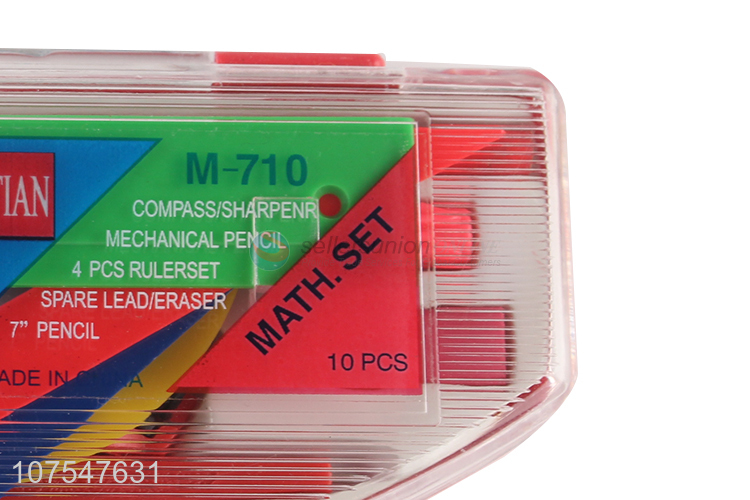 TIAN
M-710
COMPASS/SHARPENR
MECHANICAL PENCIL
4 PCS RULERSET
SPARE LEAD/ERASER
7" PENCIL
MATH. SET
10 PCS
ADE IN CHINA
sellersunion
107547631